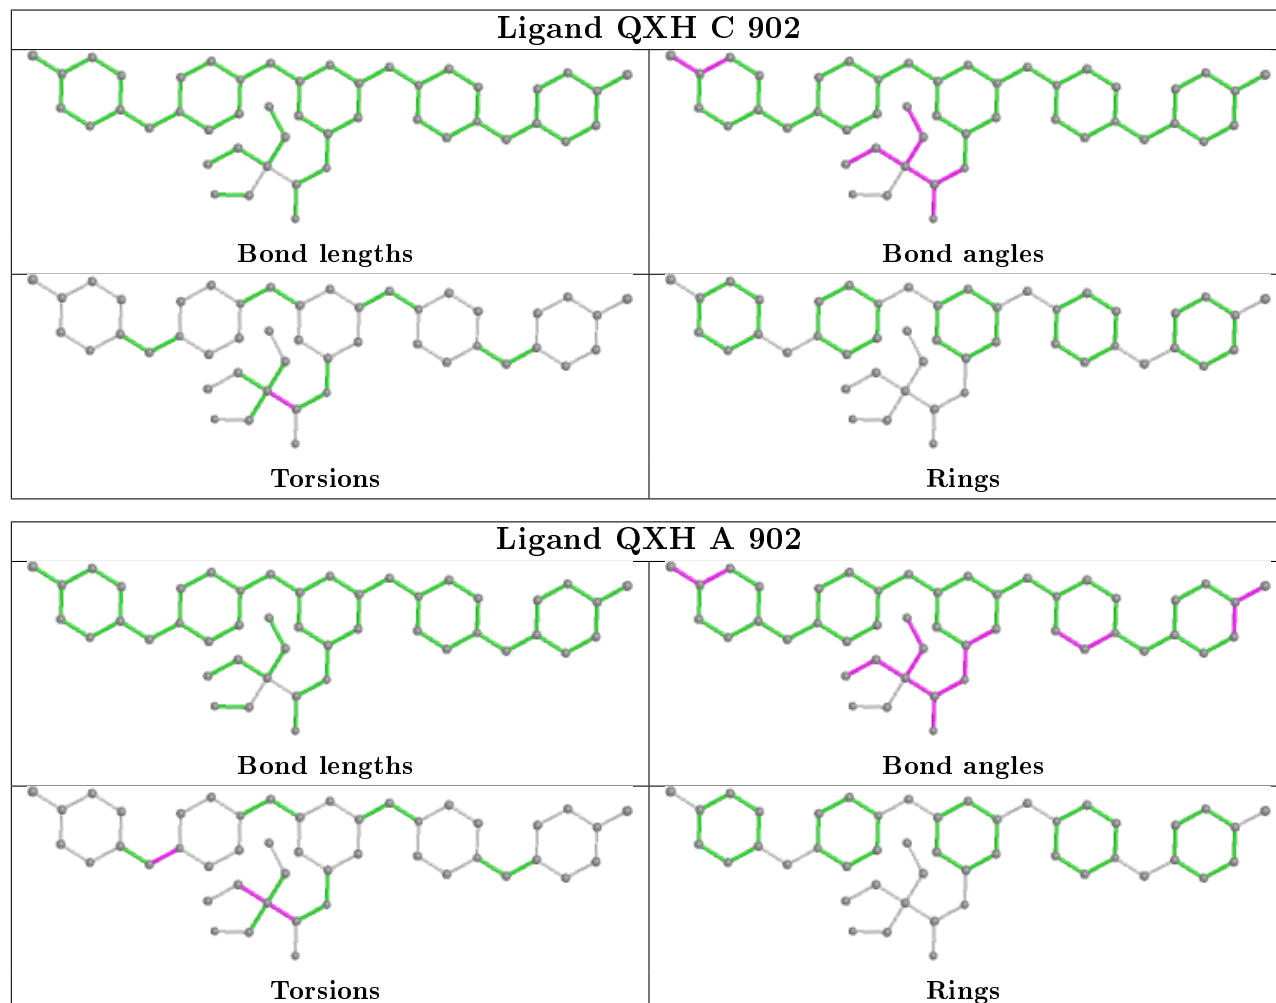 Ligand QXH C 902
Bond lengths
Bond angles
Torsions
Rings
Ligand QXH A 902
Bond lengths
Bond angles
Torsions
Rings